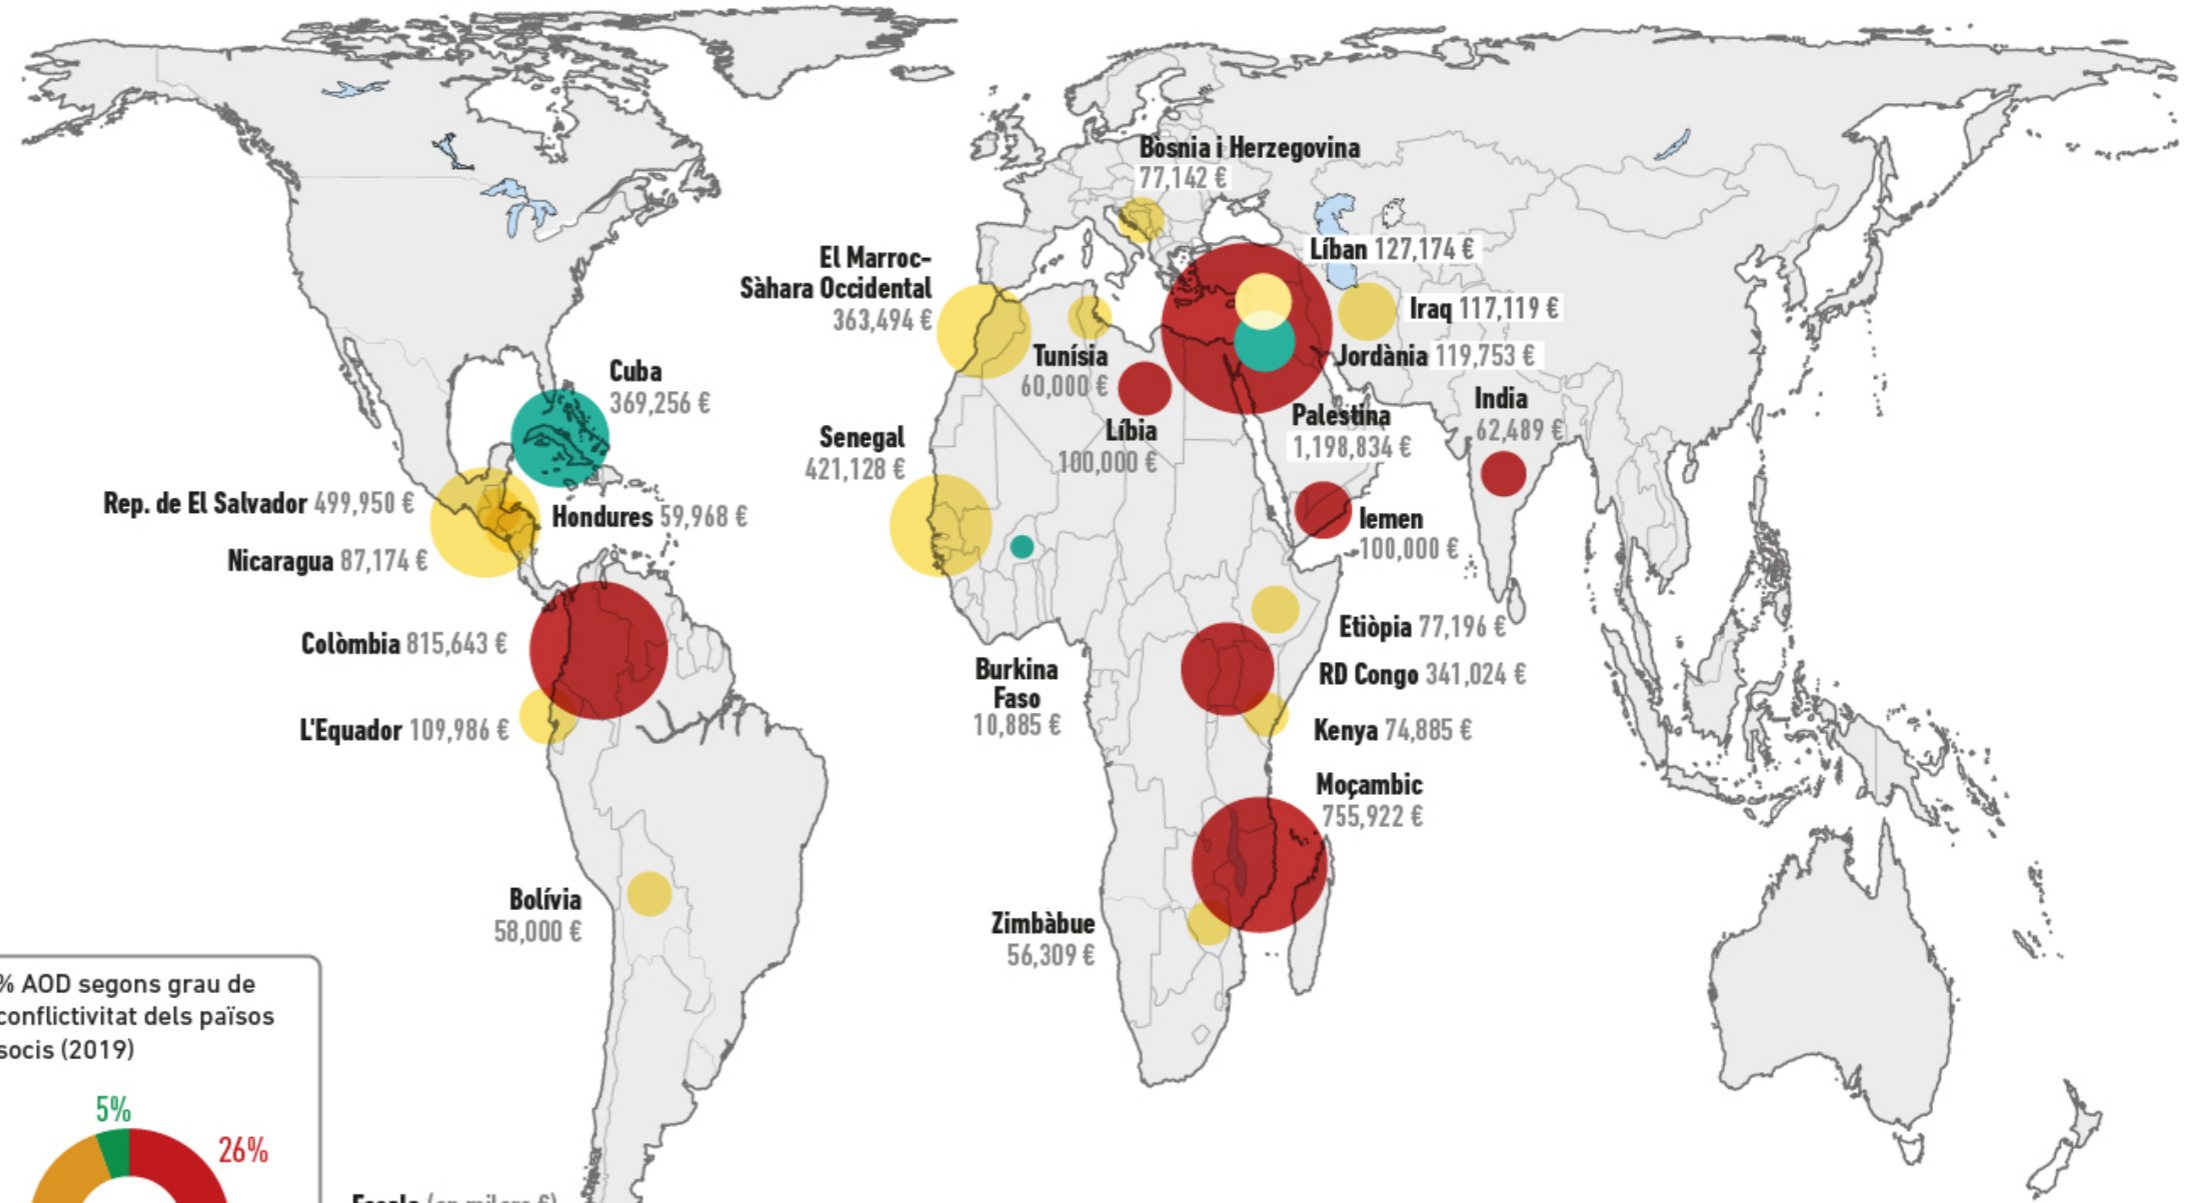 Bòsnia i Herzegovina
77,142 €
El Marroc-
Sàhara Occidental
363,494 €
Líban 127,174 €
Iraq 117,119 €
Tunísia
60,000 €
Jordània 119,753 €
Cuba
369,256 €
India
62,489 €
Palestina
1,198,834 €
Líbia
100,000 €
Senegal
421,128 €
Rep. de El Salvador 499,950 €
Hondures 59,968 €
Iemen
100,000 €
Nicaragua 87,174 €
Colòmbia 815,643 €
Etiòpia 77,196 €
Burkina
Faso
10,885 €
RD Congo 341,024 €
L'Equador 109,986 €
Kenya 74,885 €
Moçambic
755,922 €
Bolívia
58,000 €
Zimbàbue
56,309 €
% AOD segons grau de
conflictivitat dels països
socis (2019)
5%
26%
Escala (en milers €)